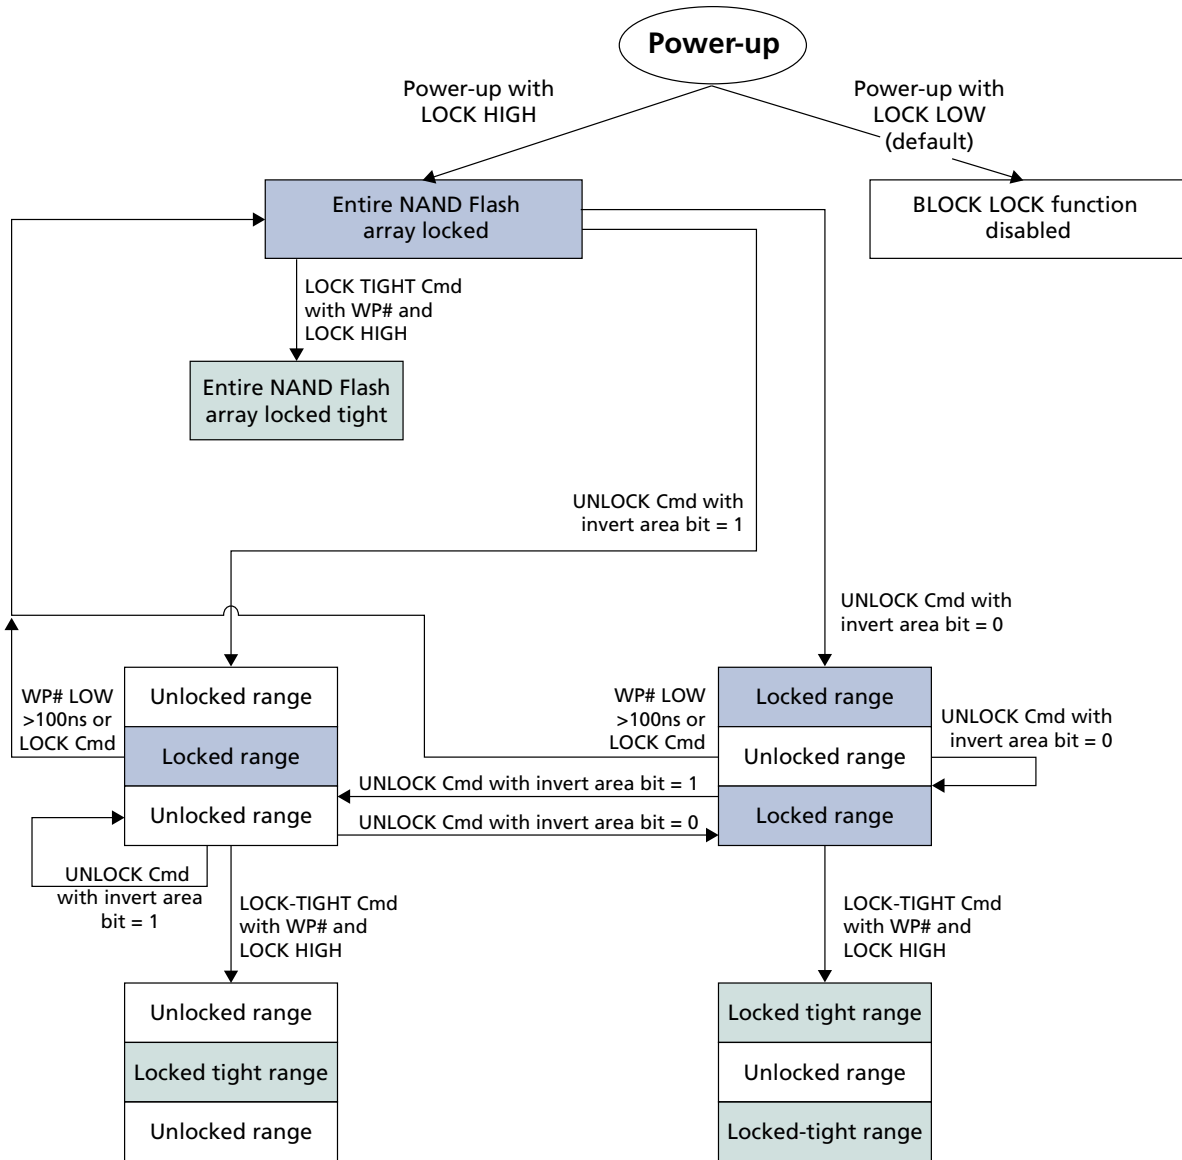 Power-up
Power-up with
LOCK HIGH
Power-up with
LOCK LOW
(default)
Entire NAND Flash
array locked
BLOCK LOCK function
disabled
LOCK TIGHT Cmd
with WP# and
LOCK HIGH
Entire NAND Flash
array locked tight
UNLOCK Cmd with
invert area bit = 1
UNLOCK Cmd with
invert area bit = 0
WP# LOW
>100ns or
LOCK Cmd
Unlocked range
Locked range
Unlocked range
WP# LOW
>100ns or
LOCK Cmd
Locked range
Unlocked range
Locked range
UNLOCK Cmd with
invert area bit = 0
UNLOCK Cmd with invert area bit = 1
UNLOCK Cmd with invert area bit = 0
UNLOCK Cmd
with invert area
bit = 1
LOCK-TIGHT Cmd
with WP# and
LOCK HIGH
LOCK-TIGHT Cmd
with WP# and
LOCK HIGH
Unlocked range
Locked tight range
Unlocked range
Locked tight range
Unlocked range
Locked-tight range